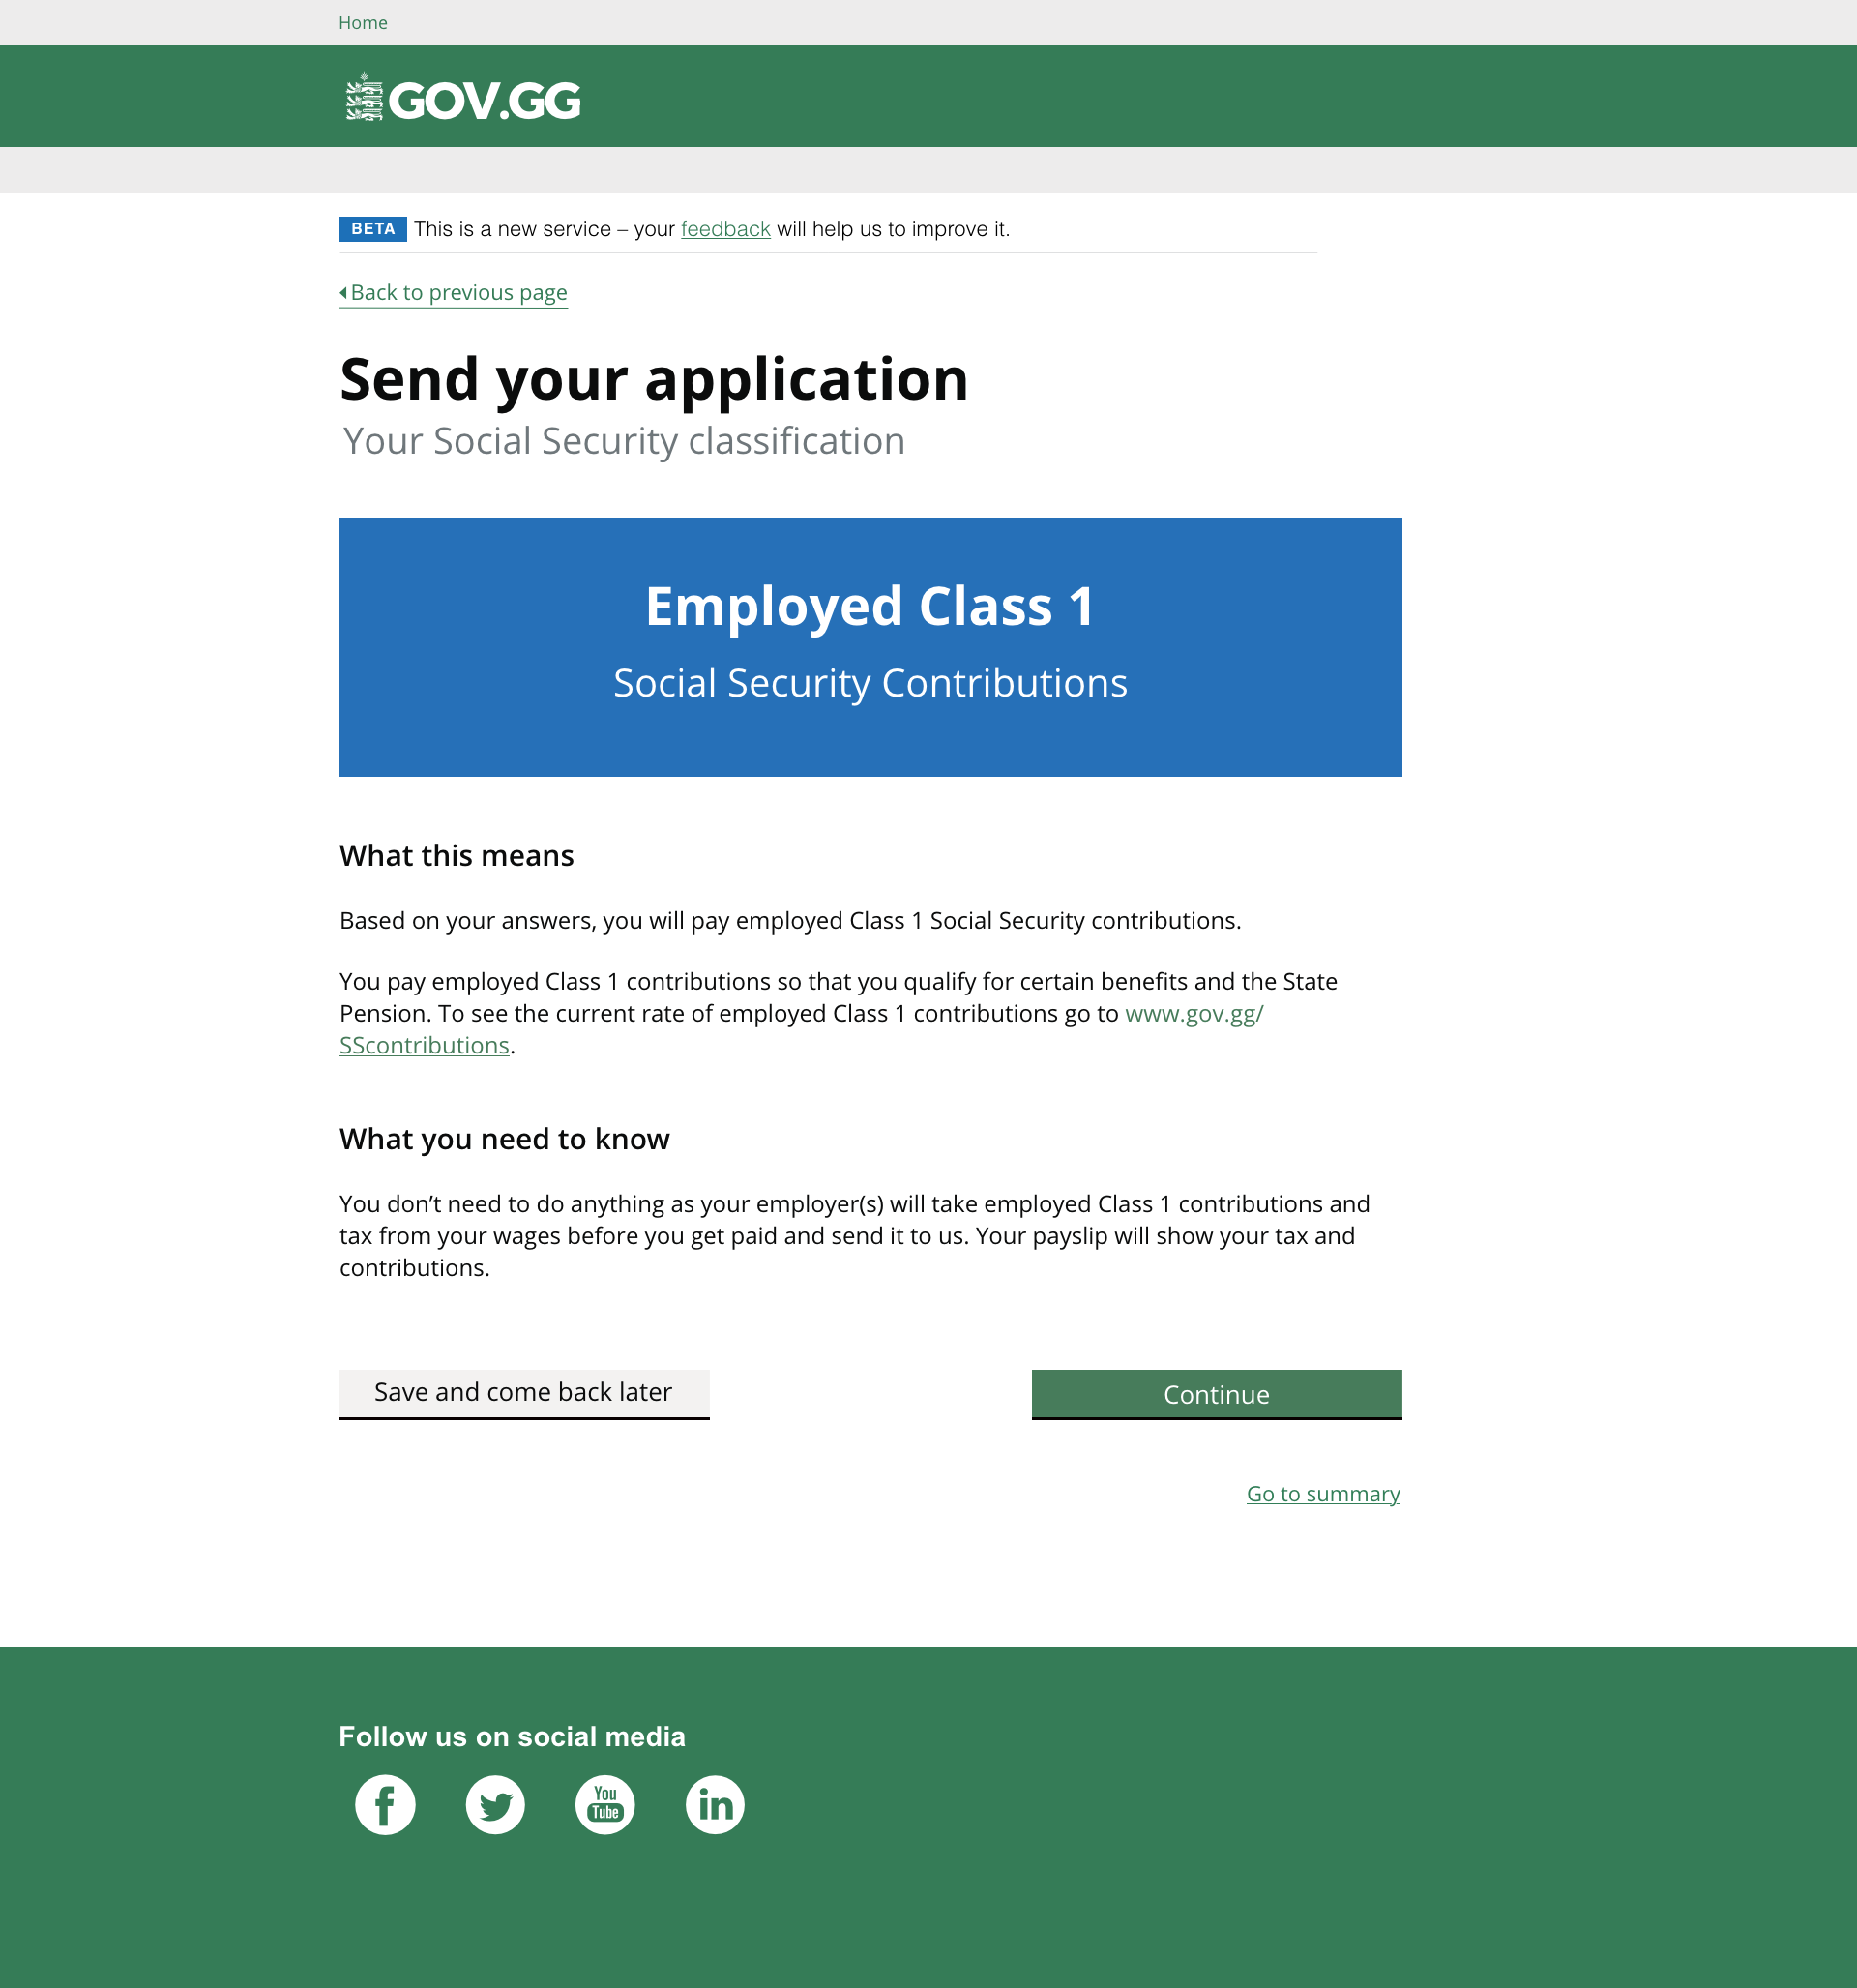 Home
GOV.GG
BETA This is a new service – your feedback will help us to improve it.
Back to previous page
Send your application
Your Social Security classification
Employed Class 1
Social Security Contributions
What this means
Based on your answers, you will pay employed Class 1 Social Security contributions.
You pay employed Class 1 contributions so that you qualify for certain benefits and the State
Pension. To see the current rate of employed Class 1 contributions go to www.gov.gg/
SScontributions.
What you need to know
You don’t need to do anything as your employer(s) will take employed Class 1 contributions and
tax from your wages before you get paid and send it to us. Your payslip will show your tax and
contributions.
Save and come back later
Continue
Go to summary
Follow us on social media
You
Tube
in